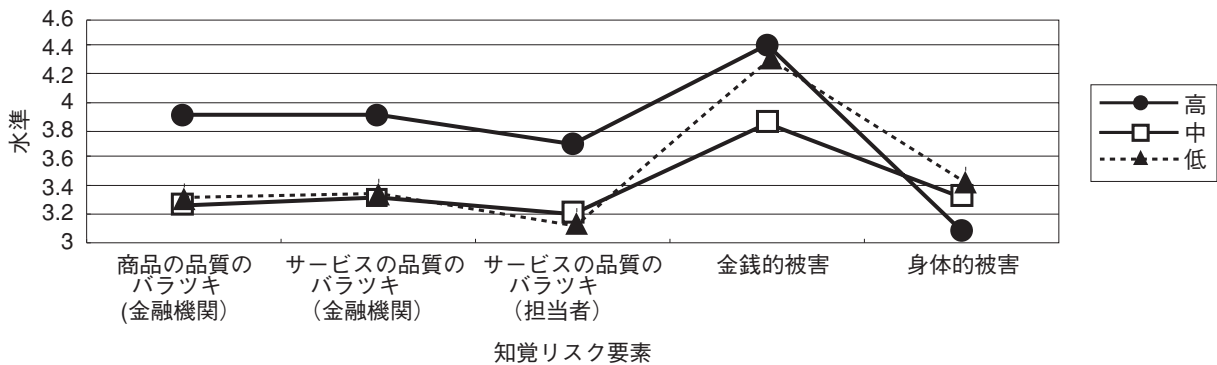 4.6
4.4
4.2
4
3.8
3.6
3.4
3.2
3
水準
高
中
低
商品の品質の
バラツキ
(金融機関）
サービスの品質の
バラツキ
（金融機関）
サービスの品質の
バラツキ
（担当者）
金銭的被害
身体的被害
知覚リスク要素